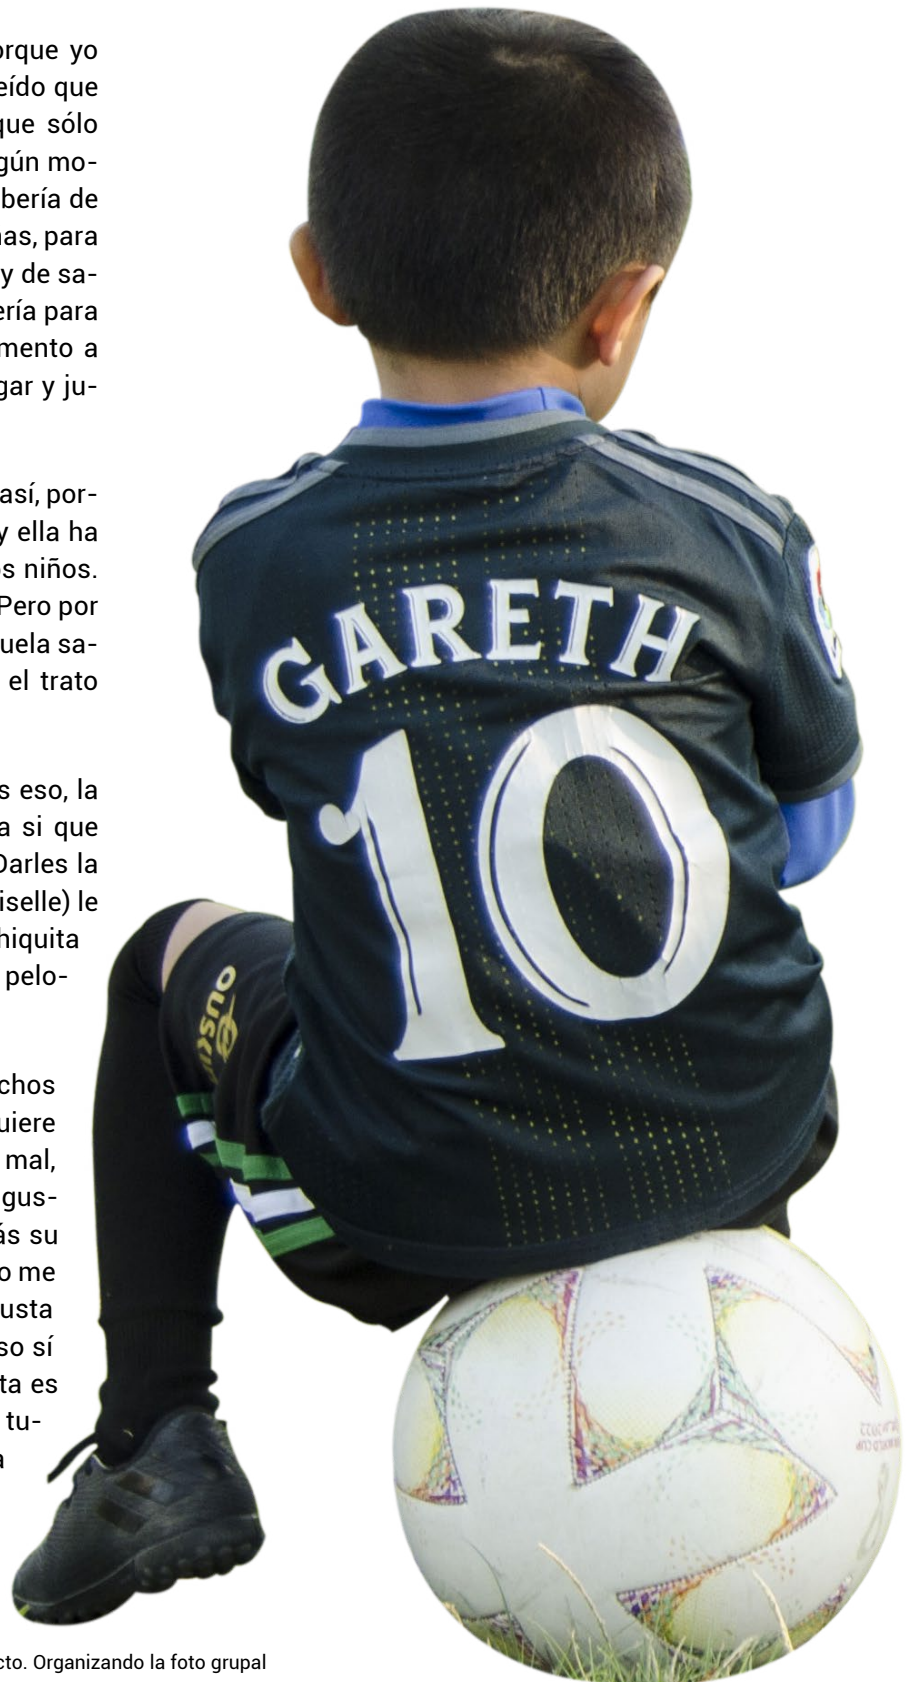 orque yo
eído que
que sólo
gún mo-
bería de
nas, para
y de sa-
ería para
mento a
gar y ju-
así, por-
y ella ha
os niños.
Pero por
uela sa-
el trato
s eso, la
a si que
Darles la
iselle) le
hiquita
pelo-
chos
uiere
mal,
gus-
ás su
o me
usta
so sí
ta es
tu-
a
cto. Organizando la foto grupal
GARETH
10